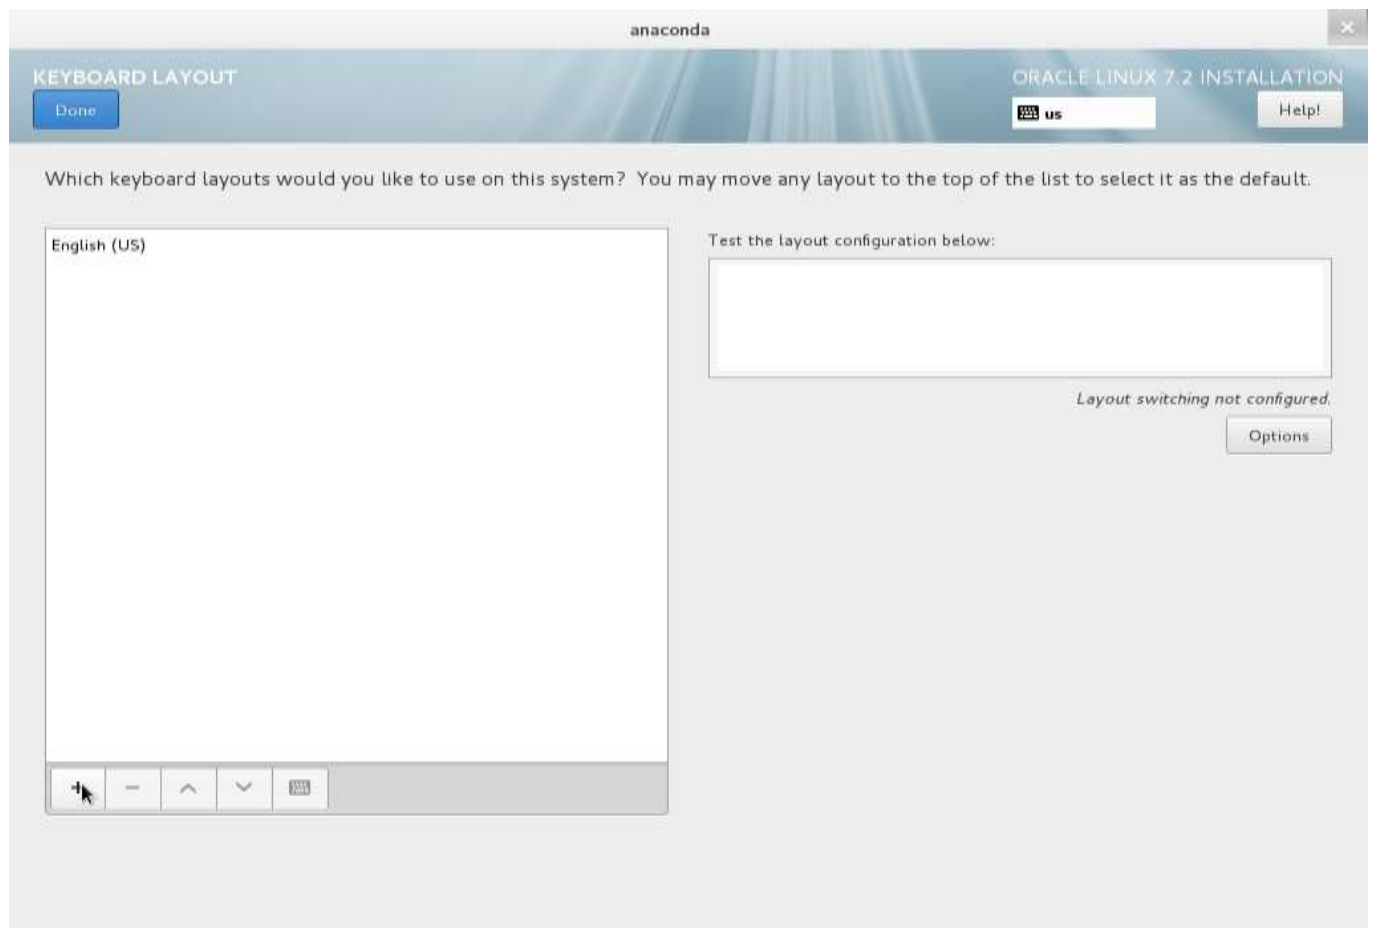 anaconda
KEYBOARD LAYOUT
ORACLE LINUX 7.2 INSTALLATION
Done
us
Help!
Which keyboard layouts would you like to use on this system? You may move any layout to the top of the list to select it as the default.
English (US)
Test the layout configuration below:
Layout switching not configured.
Options